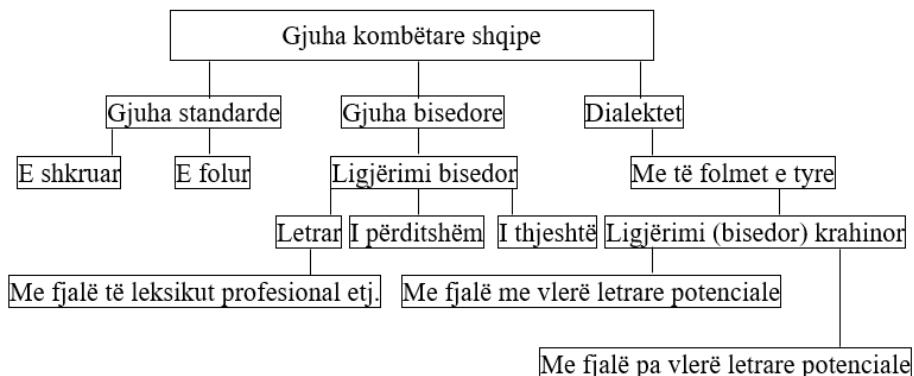 Gjuha kombëtare shqipe
Gjuha standarde
Gjuha bisedore
Dialektet
E shkruar
E folur
Ligjërimi bisedor
Me të folmet e tyre
Letrar
I përditshëm
I thjeshtë
Ligjërimi (bisedor) krahinor
Me fjalë të leksikut profesional etj.
Me fjalë me vlerë letrare potenciale
Me fjalë pa vlerë letrare potenciale